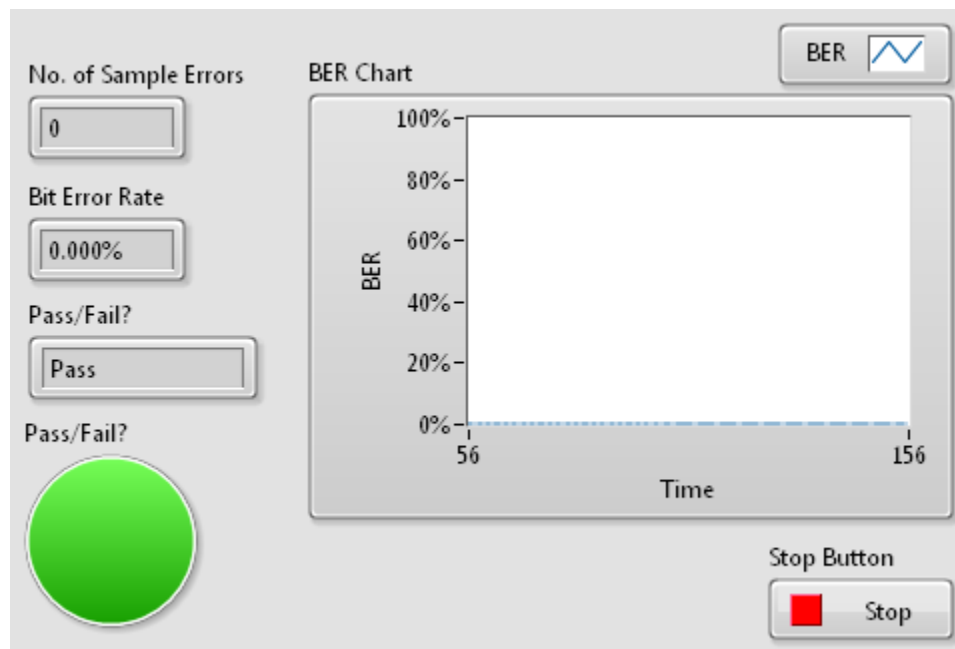 No. of Sample Errors
0
Bit Error Rate
0.000%
Pass/Fail?
Pass
Pass/Fail?
BER Chart
BER
100%
80%
60%
40%
20%
0%
BER
56
156
Time
Stop Button
Stop